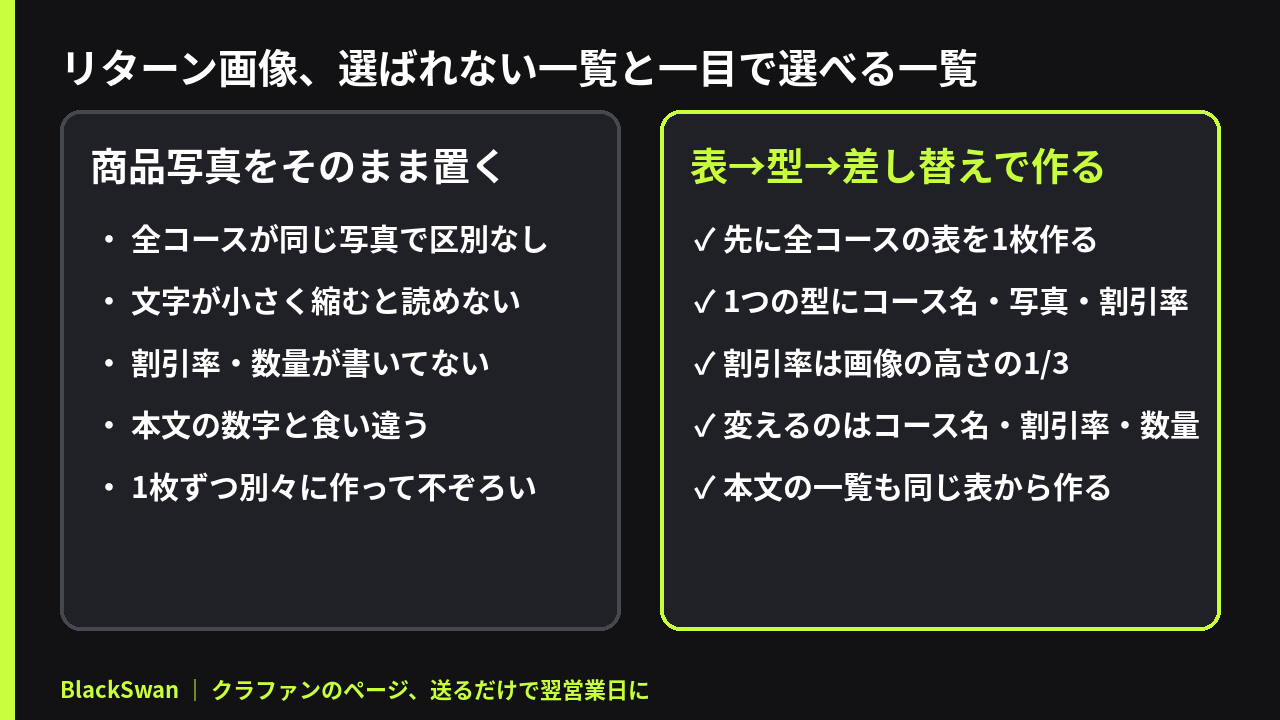 リターン画像、選ばれない一覧と一目で選べる一覧
商品写真をそのまま置く
・ 全コースが同じ写真で区別なし
・ 文字が小さく縮むと読めない
・ 割引率・数量が書いてない
・ 本文の数字と食い違う
・ 1枚ずつ別々に作って不ぞろい
表→型→差し替えで作る
✓ 先に全コースの表を1枚作る
✓ 1つの型にコース名・写真・割引率
✓ 割引率は画像の高さの1/3
✓ 変えるのはコース名・割引率・数量
✓ 本文の一覧も同じ表から作る
BlackSwan｜クラファンのページ、送るだけで翌営業日に